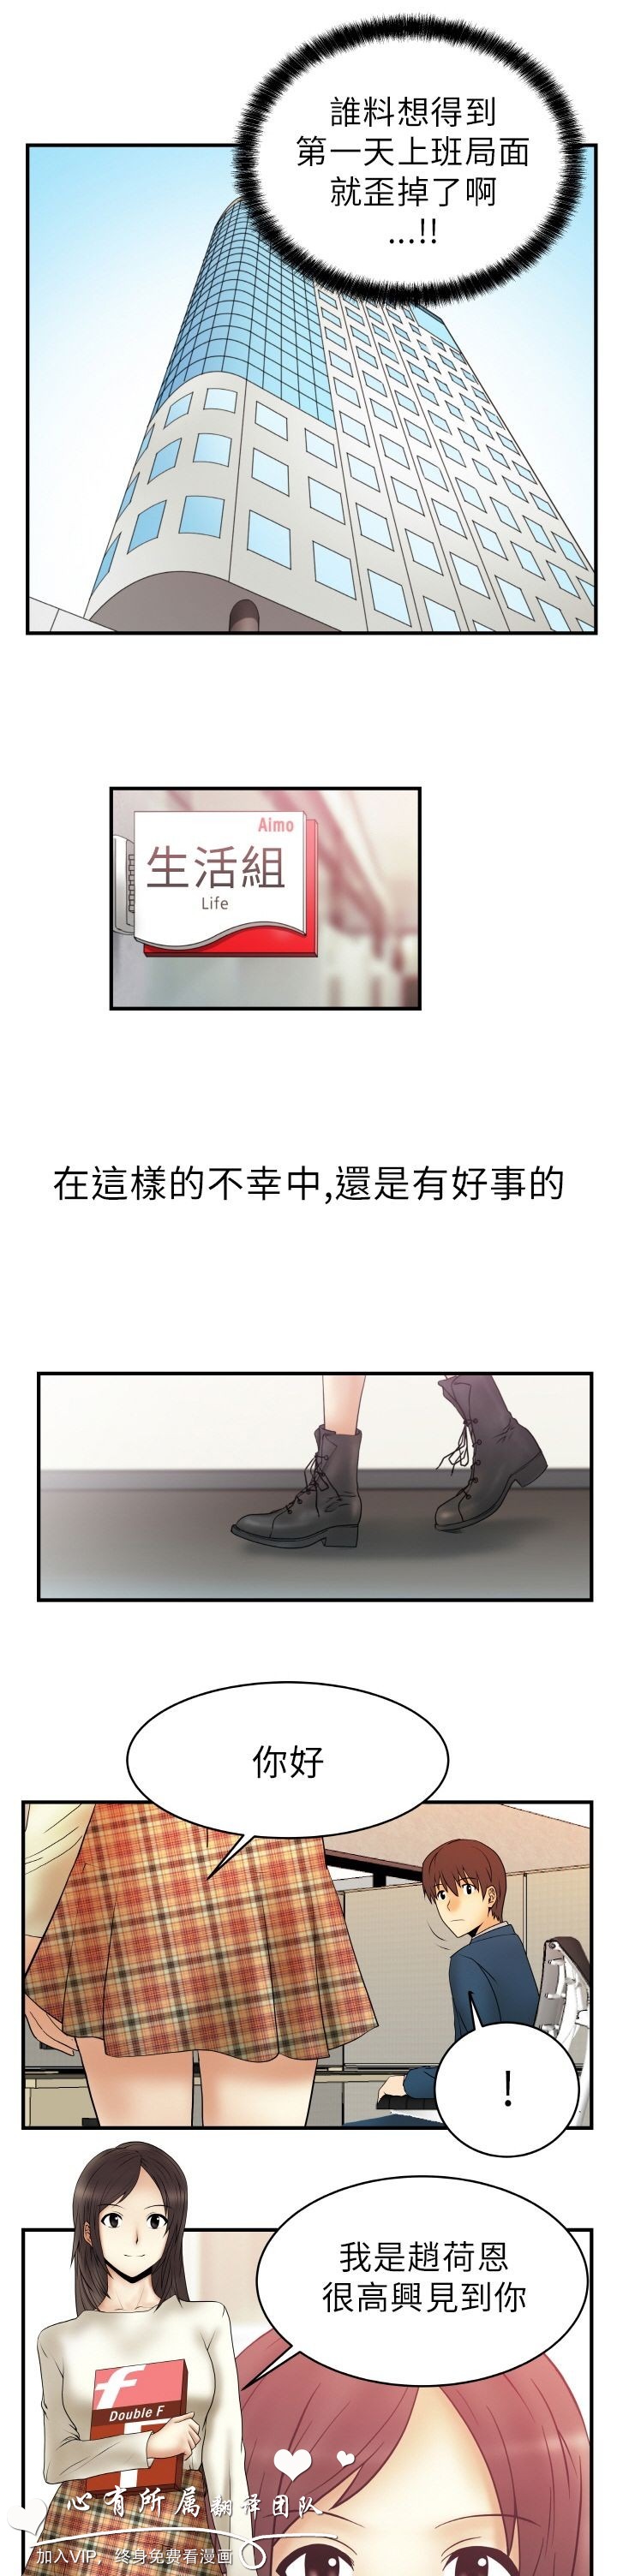 誰料想得到
第一天上班局面
就歪掉了啊
...!!
Aimo
生活組
Life
在這樣的不幸中,還是有好事的
你好
!
我是趙荷恩
很高興見到你
f
Double F
心有所属翻译团队
加入VIP，终身免费看漫画